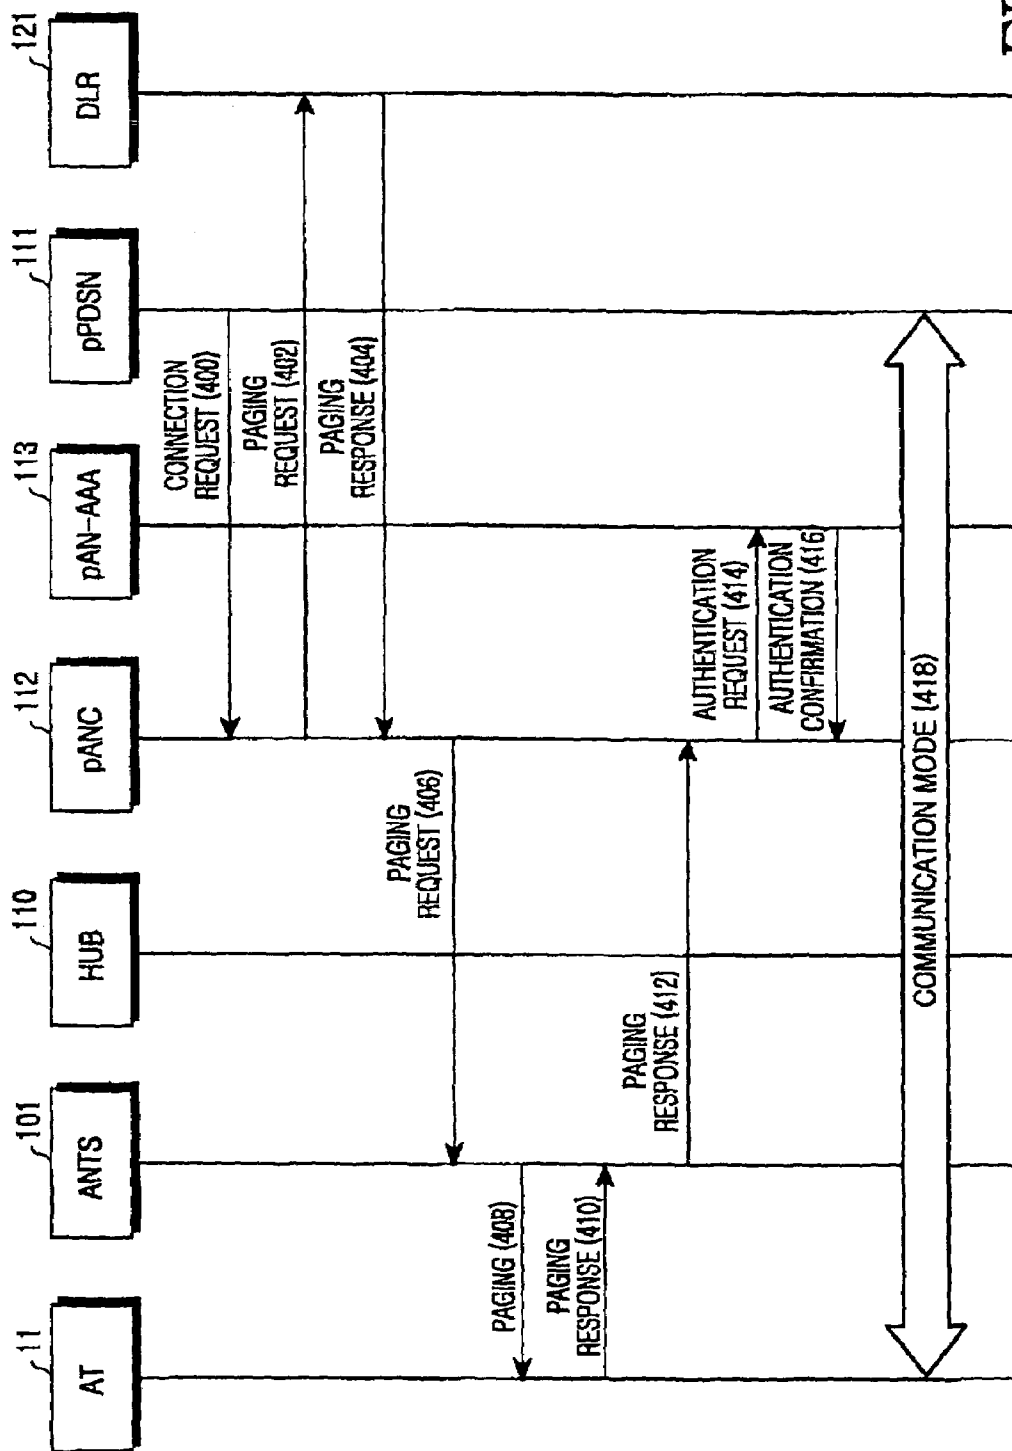 11
AT
101
ANTS
110
HUB
112
pANC
113
pAN-AAA
111
pPDSN
121
DLR
CONNECTION
REQUEST (400)
PAGING
REQUEST (402)
PAGING
RESPONSE (404)
PAGING
REQUEST (406)
PAGING (408)
PAGING
RESPONSE (410)
PAGING
RESPONSE (412)
AUTHENTICATION
REQUEST (414)
AUTHENTICATION
CONFIRMATION (416)
COMMUNICATION MODE (418)